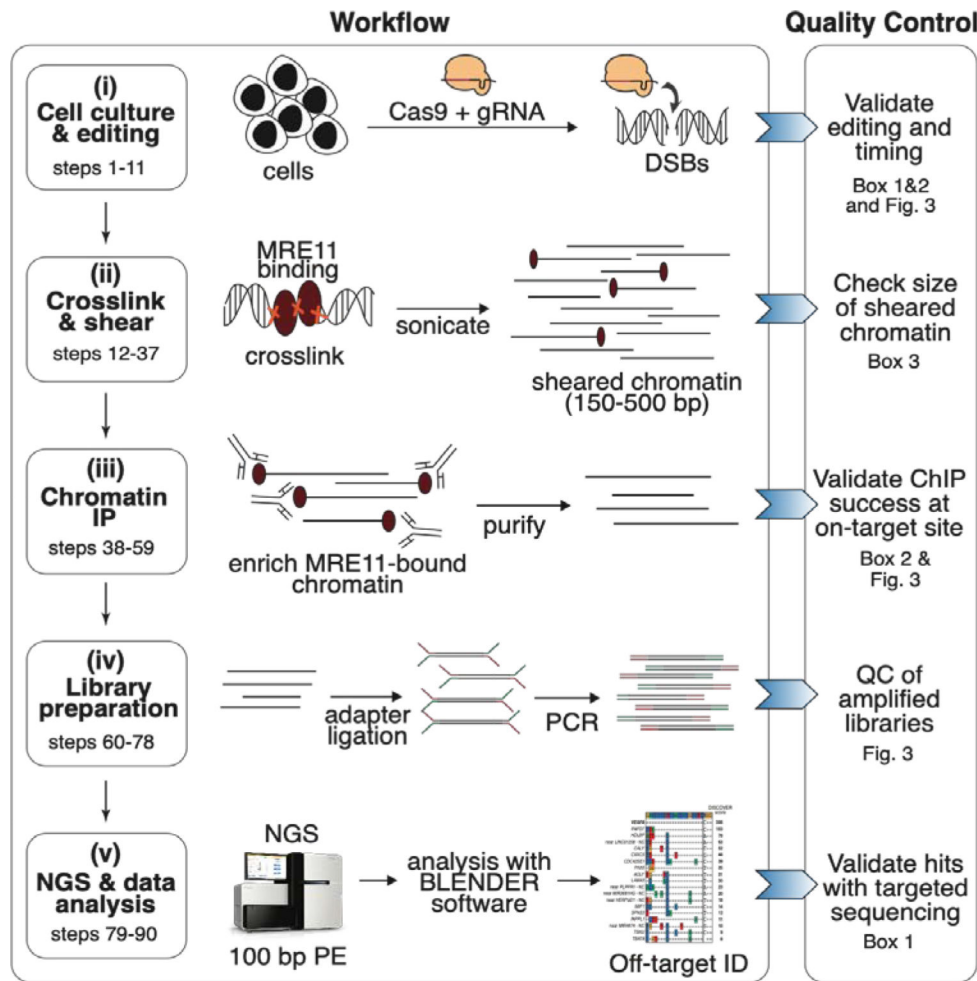 Workflow
Quality Control
(i)
Cell culture
& editing
steps 1-11
cells
Cas9 + gRNA
DSBs
Validate
editing and
timing
Box 1&2
and Fig. 3
(ii)
Crosslink
& shear
steps 12-37
MRE11
binding
crosslink
sonicate
sheared chromatin
(150-500 bp)
Check size
of sheared
chromatin
Box 3
(iii)
Chromatin
IP
steps 38-59
enrich MRE11-bound
chromatin
purify
Validate ChIP
success at
on-target site
Box 2 &
Fig. 3
(iv)
Library
preparation
steps 60-78
adapter
ligation
PCR
QC of
amplified
libraries
Fig. 3
(v)
NGS & data
analysis
steps 79-90
NGS
100 bp PE
analysis with
BLENDER
software
DISCOVER
Off-target ID
Validate hits
with targeted
sequencing
Box 1